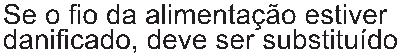 Se o fio da alimentação estiver
danificado, deve ser substituído